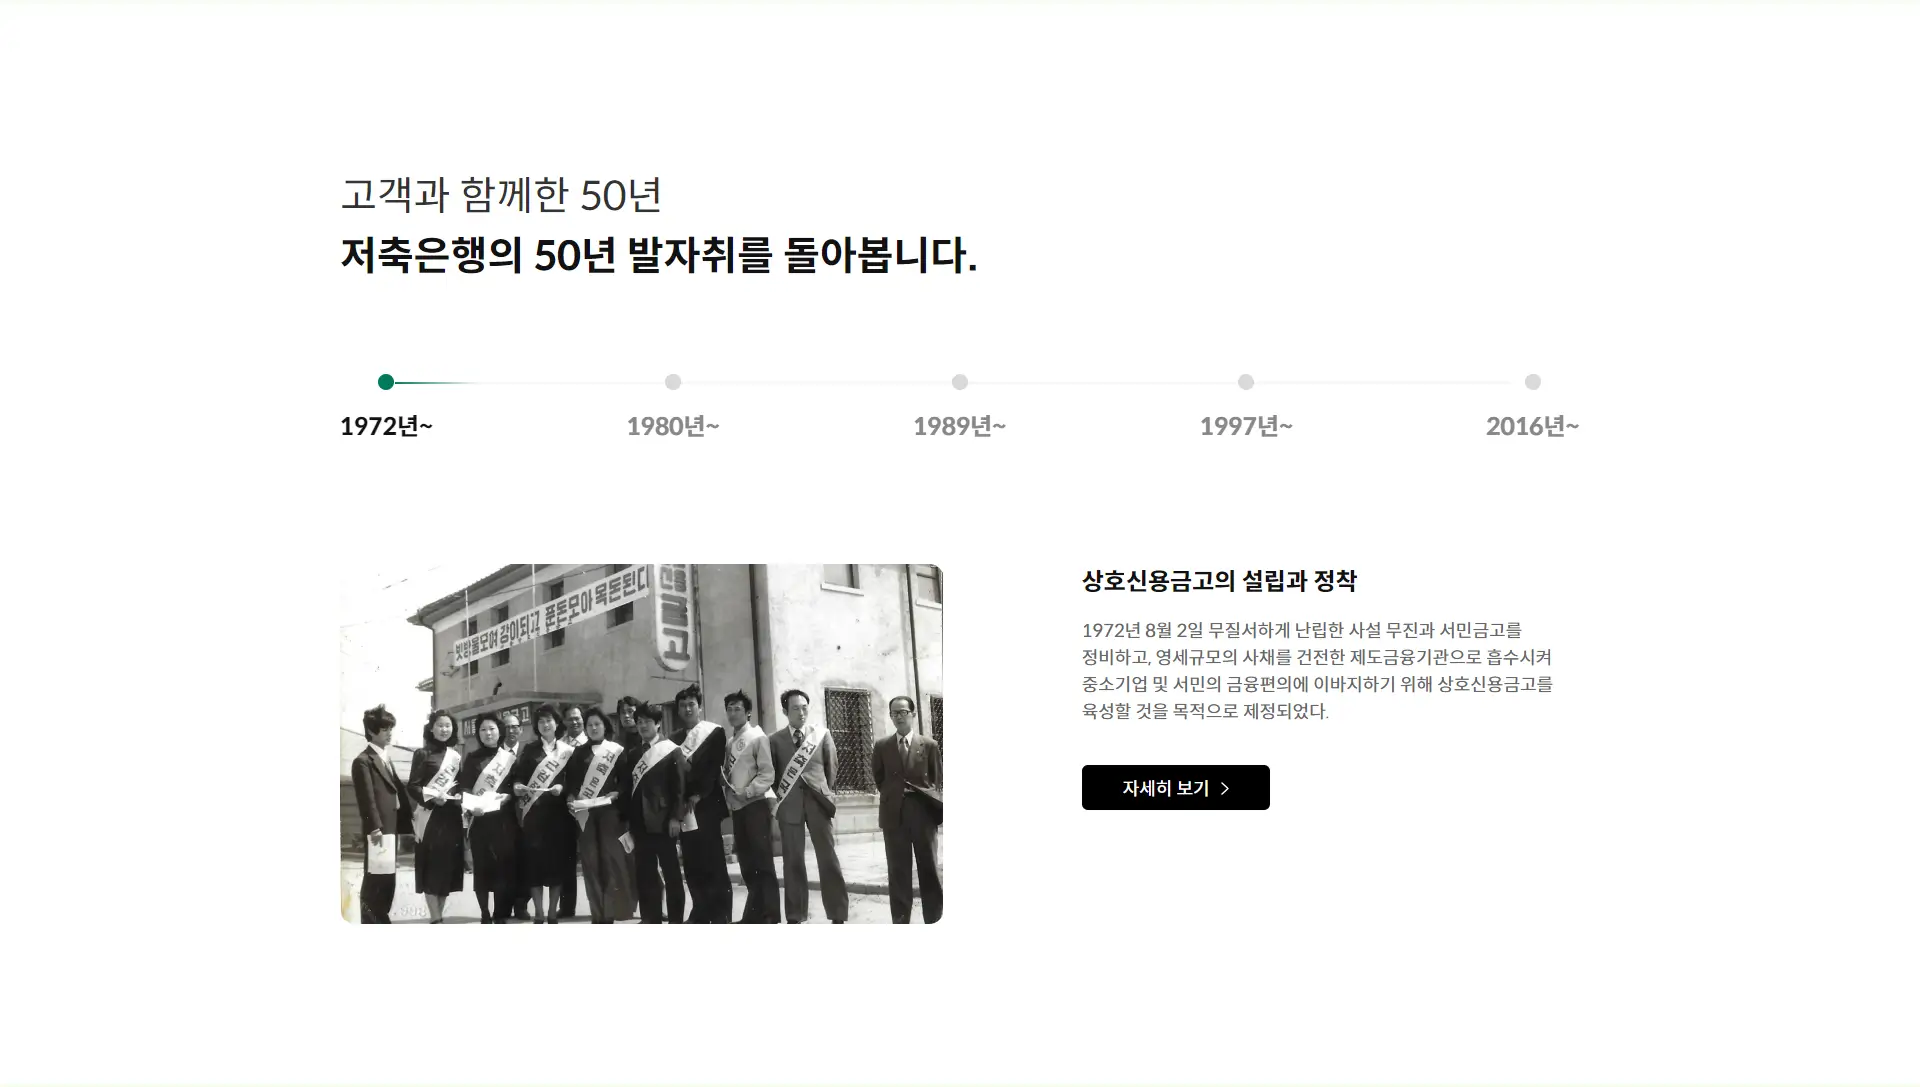 고객과 함께한 50년
저축은행의 50년 발자취를 돌아봅니다.
1972년~
1980년~
1989년~
1997년~
2016년~
빗방울모여 강이되고 푼돈모아 목돈된다
금고
상호신용금고의 설립과 정착
1972년 8월 2일 무질서하게 난립한 사설 무진과 서민금고를
정비하고, 영세규모의 사채를 건전한 제도금융기관으로 흡수시켜
중소기업 및 서민의 금융편의에 이바지하기 위해 상호신용금고를
육성할 것을 목적으로 제정되었다.
자세히 보기